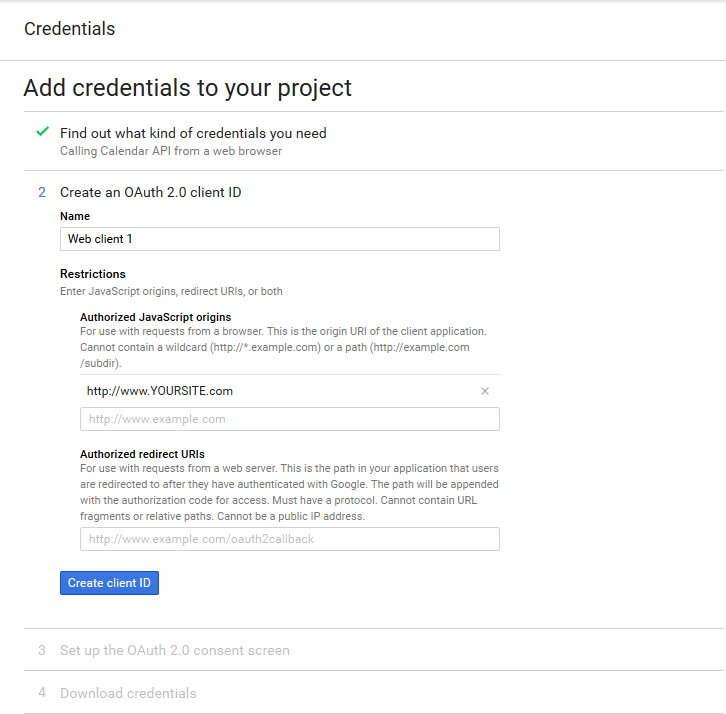 Credentials
Add credentials to your project
Find out what kind of credentials you need
Calling Calendar API from a web browser
2 Create an OAuth 2.0 client ID
Name
Web client 1
Restrictions
Enter JavaScript origins, redirect URIs, or both
Authorized JavaScript origins
For use with requests from a browser. This is the origin URI of the client application.
Cannot contain a wildcard (http://*.example.com) or a path (http://example.com
/subdir).
http://www.YOURSITE.com
http://www.example.com
Authorized redirect URIs
For use with requests from a web server. This is the path in your application that users
are redirected to after they have authenticated with Google. The path will be appended
with the authorization code for access. Must have a protocol. Cannot contain URL
fragments or relative paths. Cannot be a public IP address.
http://www.example.com/oauth2callback
Create client ID
3 Set up the OAuth 2.0 consent screen
4 Download credentials